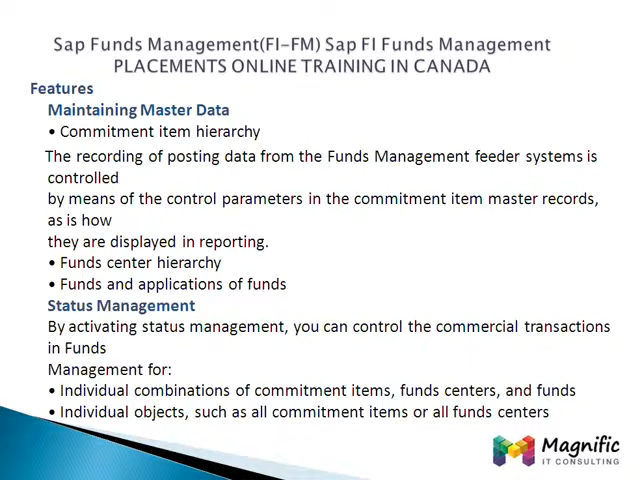 Sap Funds Management(FI-FM) Sap FI Funds Management
PLACEMENTS ONLINE TRAINING IN CANADA
Features
Maintaining Master Data
• Commitment item hierarchy
The recording of posting data from the Funds Management feeder systems is
controlled
by means of the control parameters in the commitment item master records,
as is how
they are displayed in reporting.
• Funds center hierarchy
• Funds and applications of funds
Status Management
By activating status management, you can control the commercial transactions
in Funds
Management for:
• Individual combinations of commitment items, funds centers, and funds
• Individual objects, such as all commitment items or all funds centers
Magnific
IT CONSULTING